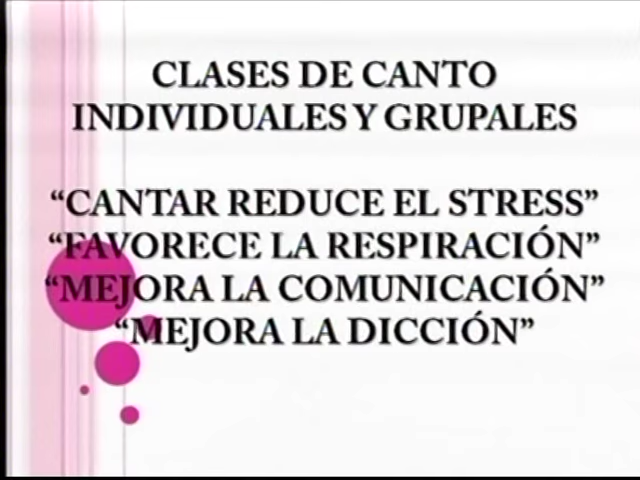 CLASES DE CANTO
INDIVIDUALES Y GRUPALES
“CANTAR REDUCE EL STRESS”
“FAVORECE LA RESPIRACIÓN”
“MEJORA LA COMUNICACIÓN”
“MEJORA LA DICCIÓN”